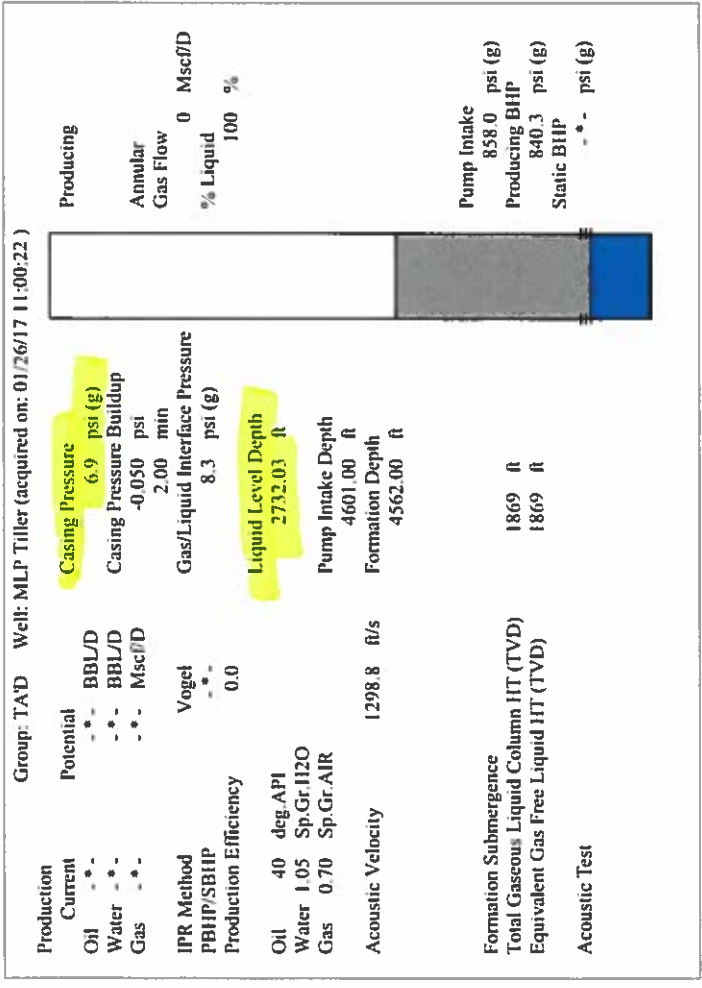 Group: TA'D Well: MLP Tiller (acquired on: 01/26/17 11:00:22 )
Production
Current Potential
Oil - * - - * - BBL/D
Water - * - - * - BBL/D
Gas - * - - * - Mscf/D
IPR Method Vogel
PBHP/SBHP - * -
Production Efficiency 0.0
Oil 40 deg.API
Water 1.05 Sp.Gr.H2O
Gas 0.70 Sp.Gr.AIR
Acoustic Velocity 1298.8 ft/s
Formation Submergence
Total Gaseous Liquid Column HT (TVD) 1869 ft
Equivalent Gas Free Liquid HT (TVD) 1869 ft
Acoustic Test
Casing Pressure
6.9 psi (g)
Casing Pressure Buildup
-0.050 psi
2.00 min
Gas/Liquid Interface Pressure
8.3 psi (g)
Liquid Level Depth
2732.03 ft
Pump Intake Depth
4601.00 ft
Formation Depth
4562.00 ft
Producing
Annular
Gas Flow
0 Mscf/D
% Liquid
100 %
Pump Intake
858.0 psi (g)
Producing BHP
840.3 psi (g)
Static BHP
- * - psi (g)